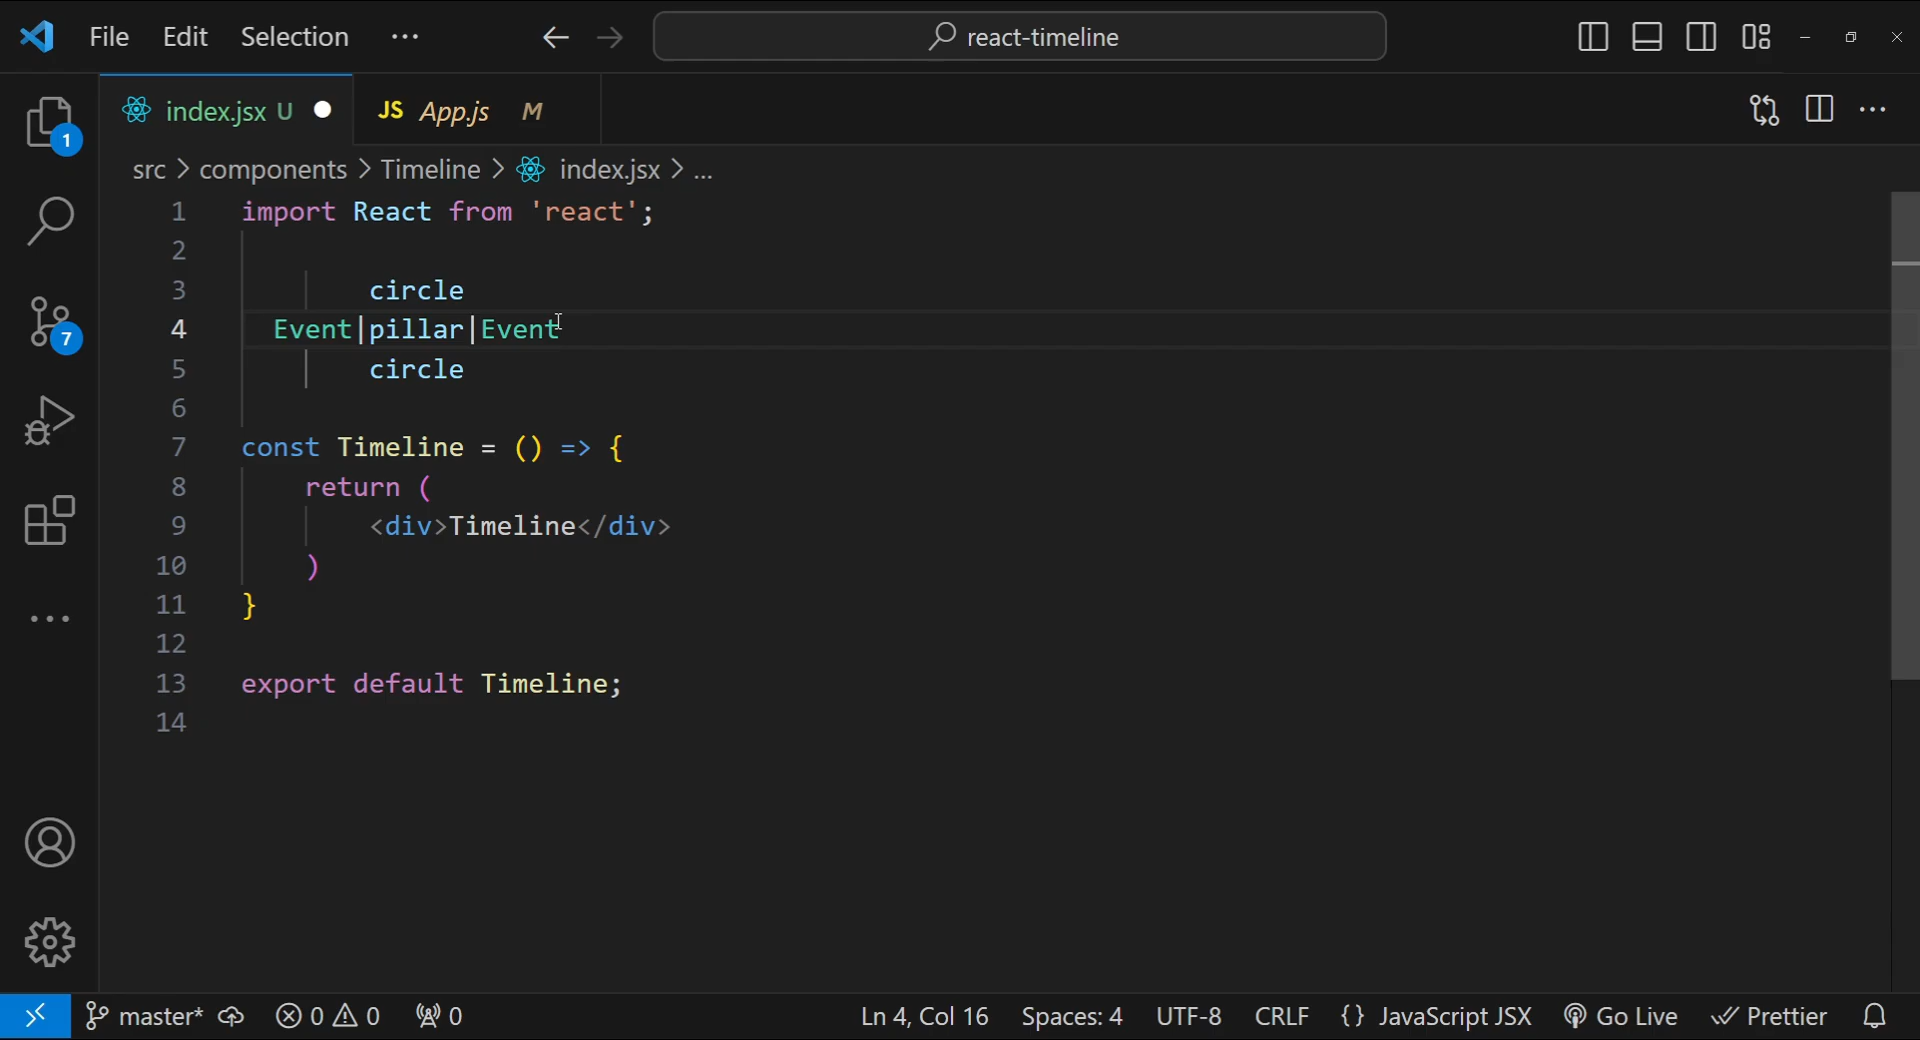 File Edit Selection ··· react-timeline
index.jsx U JS App.js M
src > components > Timeline > index.jsx > ...
1 import React from 'react';
2
3 circle
4 Event|pillar|Event
5 circle
6
7 const Timeline = () => {
8 return (
9 <div>Timeline</div>
10 )
11 }
12
13 export default Timeline;
14
1
7
master* 0 0 0 Ln 4, Col 16 Spaces: 4 UTF-8 CRLF {} JavaScript JSX Go Live Prettier